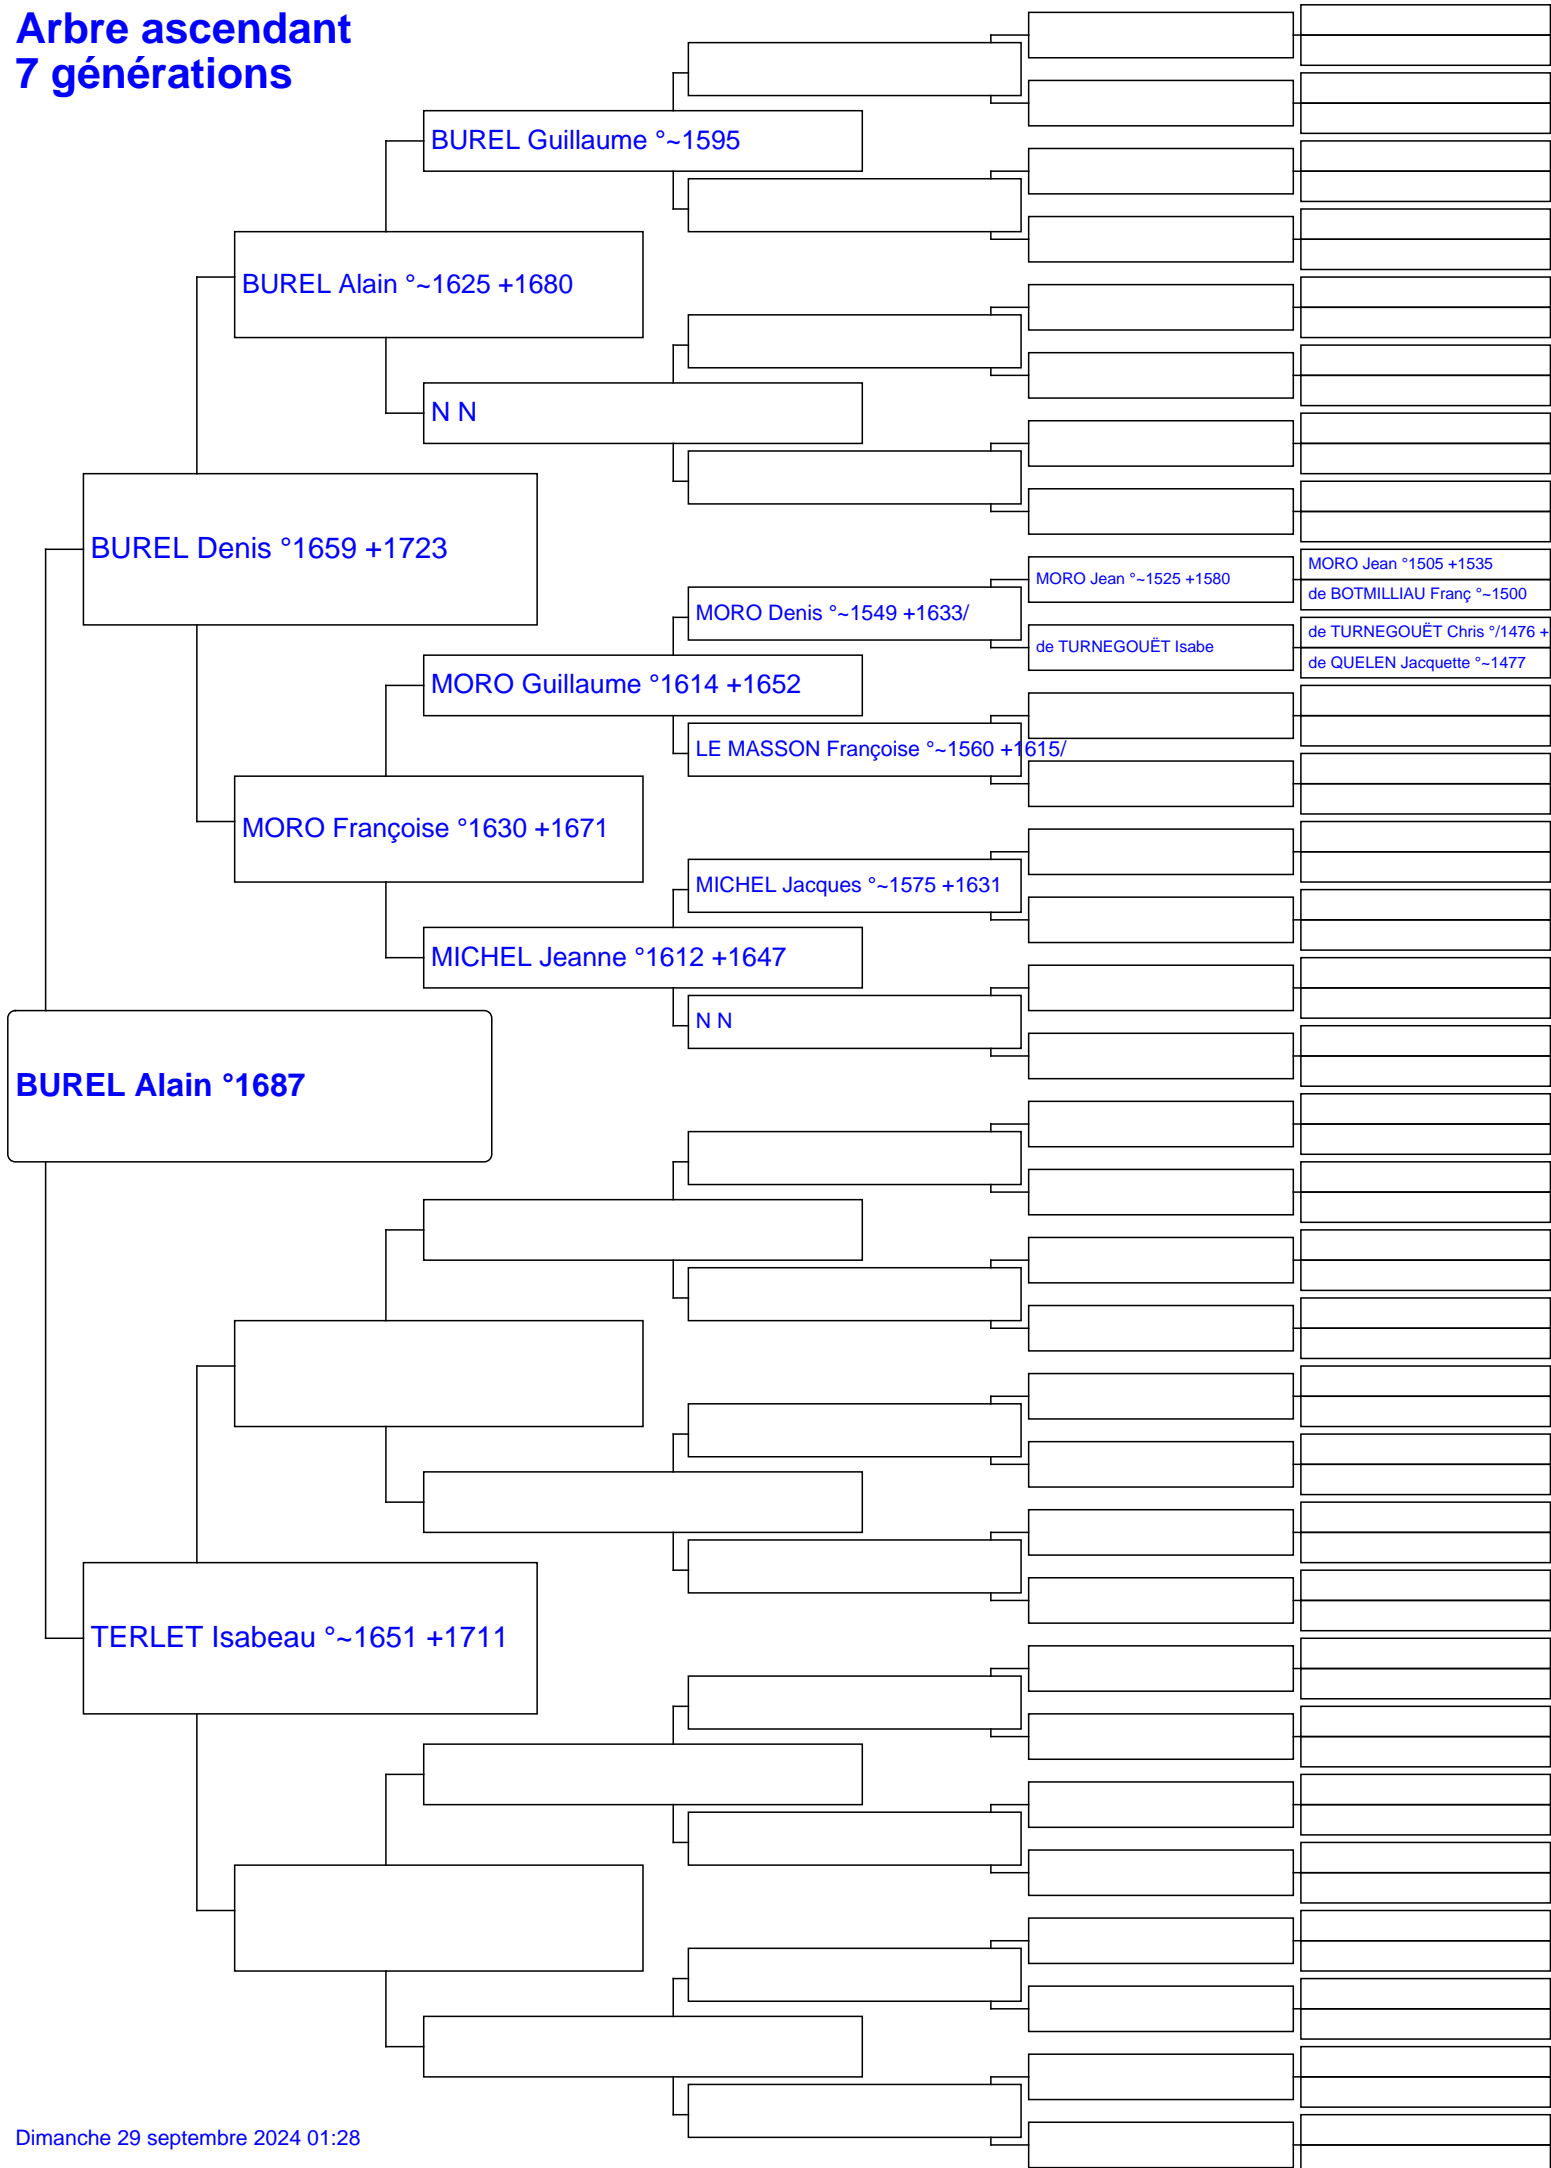 Arbre ascendant
7 générations
BUREL Guillaume °~1595
BUREL Alain °~1625 +1680
N N
BUREL Denis °1659 +1723
MORO Jean °1505 +1535
MORO Jean °~1525 +1580
de BOTMILLIAU Franç °~1500
MORO Denis °~1549 +1633/
de TURNEGOUËT Chris °/1476 +
de TURNEGOUËT Isabe
de QUELEN Jacquette °~1477
MORO Guillaume °1614 +1652
LE MASSON Françoise °~1560 +1615/
MORO Françoise °1630 +1671
MICHEL Jacques °~1575 +1631
MICHEL Jeanne °1612 +1647
N N
BUREL Alain °1687
TERLET Isabeau °~1651 +1711
Dimanche 29 septembre 2024 01:28